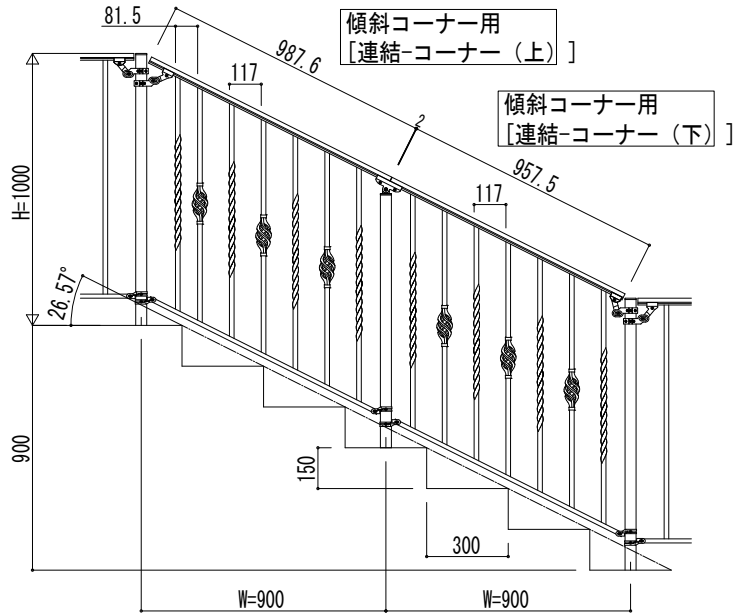 傾斜コーナー用
[連結-コーナー（上）]
傾斜コーナー用
[連結-コーナー（下）]
81.5
987.6
117
2
957.5
117
H=1000
26.57°
900
150
300
W=900
W=900